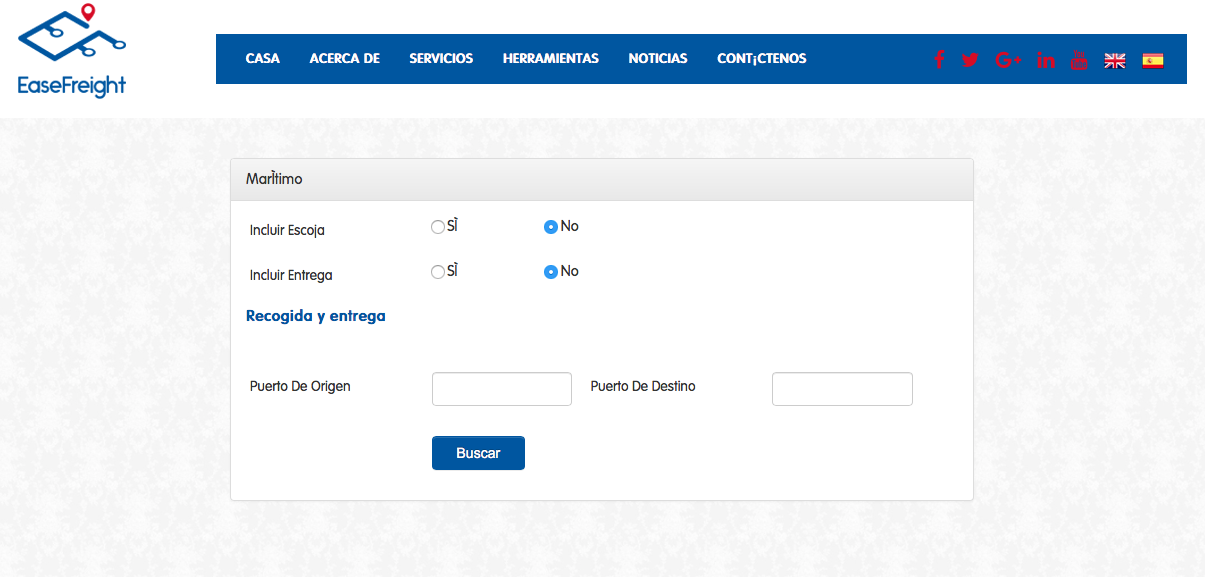 EaseFreight
CASA ACERCA DE SERVICIOS HERRAMIENTAS NOTICIAS CONT¡CTENOS
MarÌtimo
Incluir Escoja SÌ No
Incluir Entrega SÌ No
Recogida y entrega
Puerto De Origen Puerto De Destino
Buscar